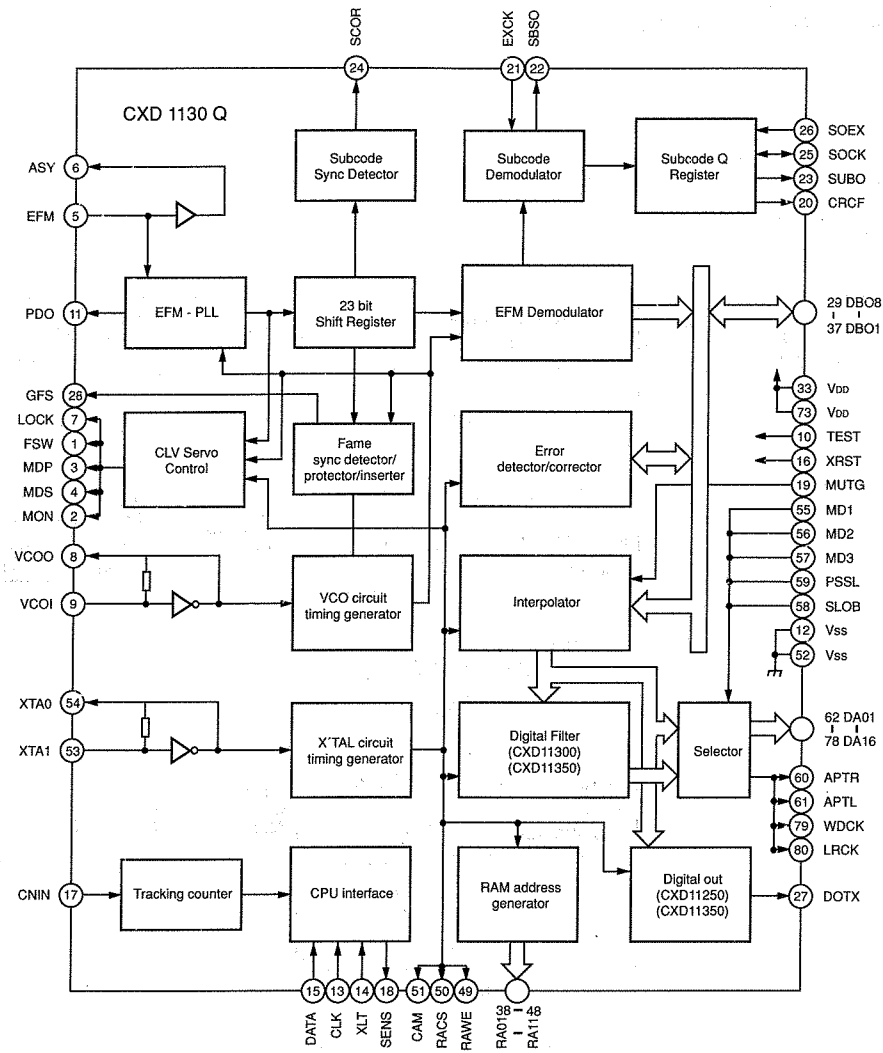 SCOR
EXCK
SBSO
24
21
22
CXD 1130 Q
Subcode
Sync Detector
Subcode
Demodulator
Subcode Q
Register
26 SOEX
25 SOCK
23 SUBO
20 CRCF
ASY 6
EFM 5
PDO 11
EFM - PLL
23 bit
Shift Register
EFM Demodulator
29 DBO8
37 DBO1
GFS 28
LOCK 7
FSW 1
MDP 3
MDS 4
MON 2
CLV Servo
Control
Fame
sync detector/
protector/inserter
Error
detector/corrector
33 VDD
73 VDD
10 TEST
16 XRST
19 MUTG
55 MD1
56 MD2
57 MD3
59 PSSL
58 SLOB
12 Vss
52 Vss
VCOO 8
VCOI 9
VCO circuit
timing generator
Interpolator
XTA0 54
XTA1 53
X'TAL circuit
timing generator
Digital Filter
(CXD11300)
(CXD11350)
Selector
62 DA01
78 DA16
60 APTR
61 APTL
79 WDCK
80 LRCK
CNIN 17
Tracking counter
CPU interface
RAM address
generator
Digital out
(CXD11250)
(CXD11350)
27 DOTX
15
13
14
18
51
50
49
DATA
CLK
XLT
SENS
CAM
RACS
RAWE
RA01 38
RA11 48